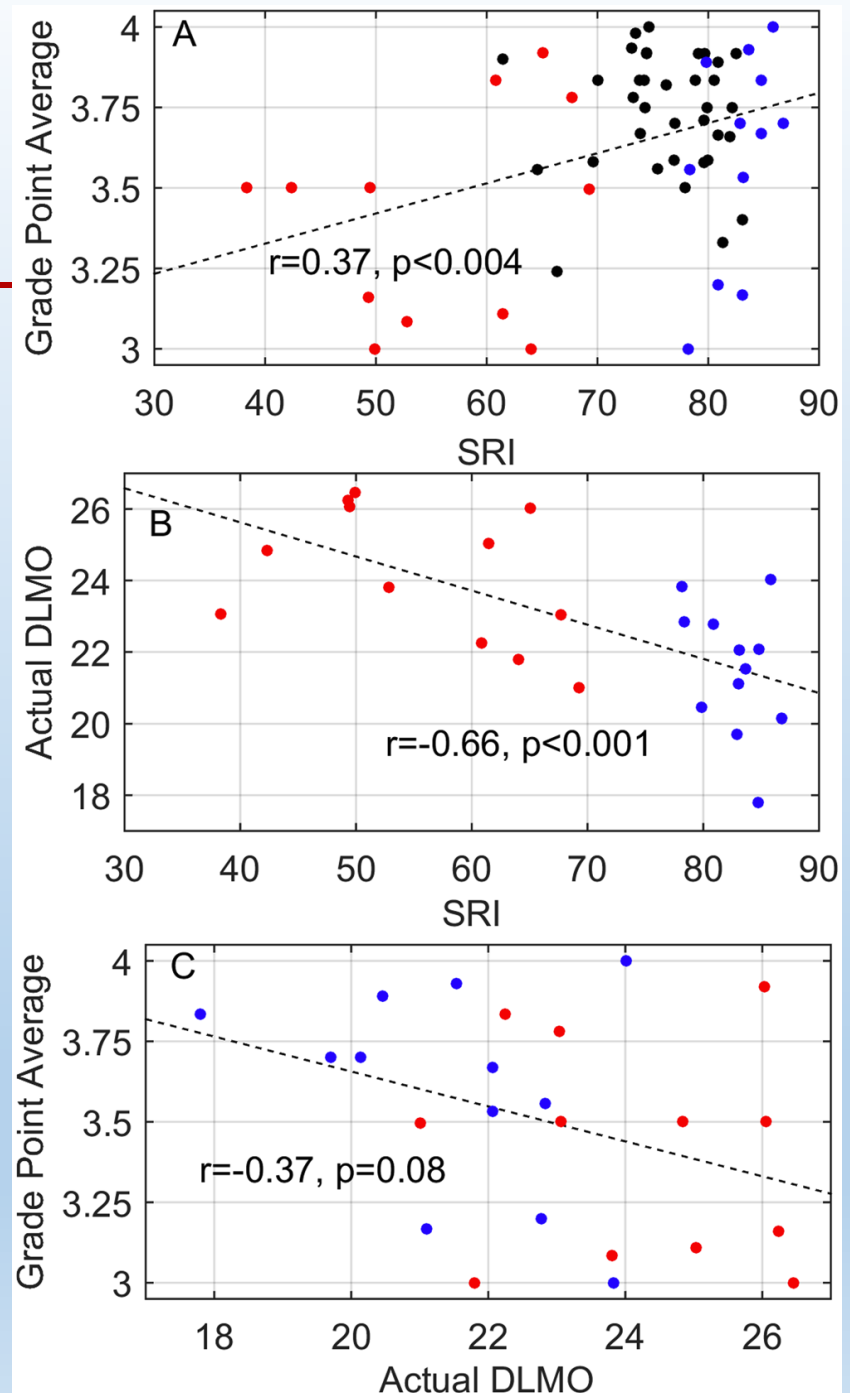 A
Grade Point Average
4
3.75
3.5
3.25
3
r=0.37, p<0.004
30 40 50 60 70 80 90
SRI
B
Actual DLMO
26
24
22
20
18
r=-0.66, p<0.001
30 40 50 60 70 80 90
SRI
C
Grade Point Average
4
3.75
3.5
3.25
3
r=-0.37, p=0.08
18 20 22 24 26
Actual DLMO